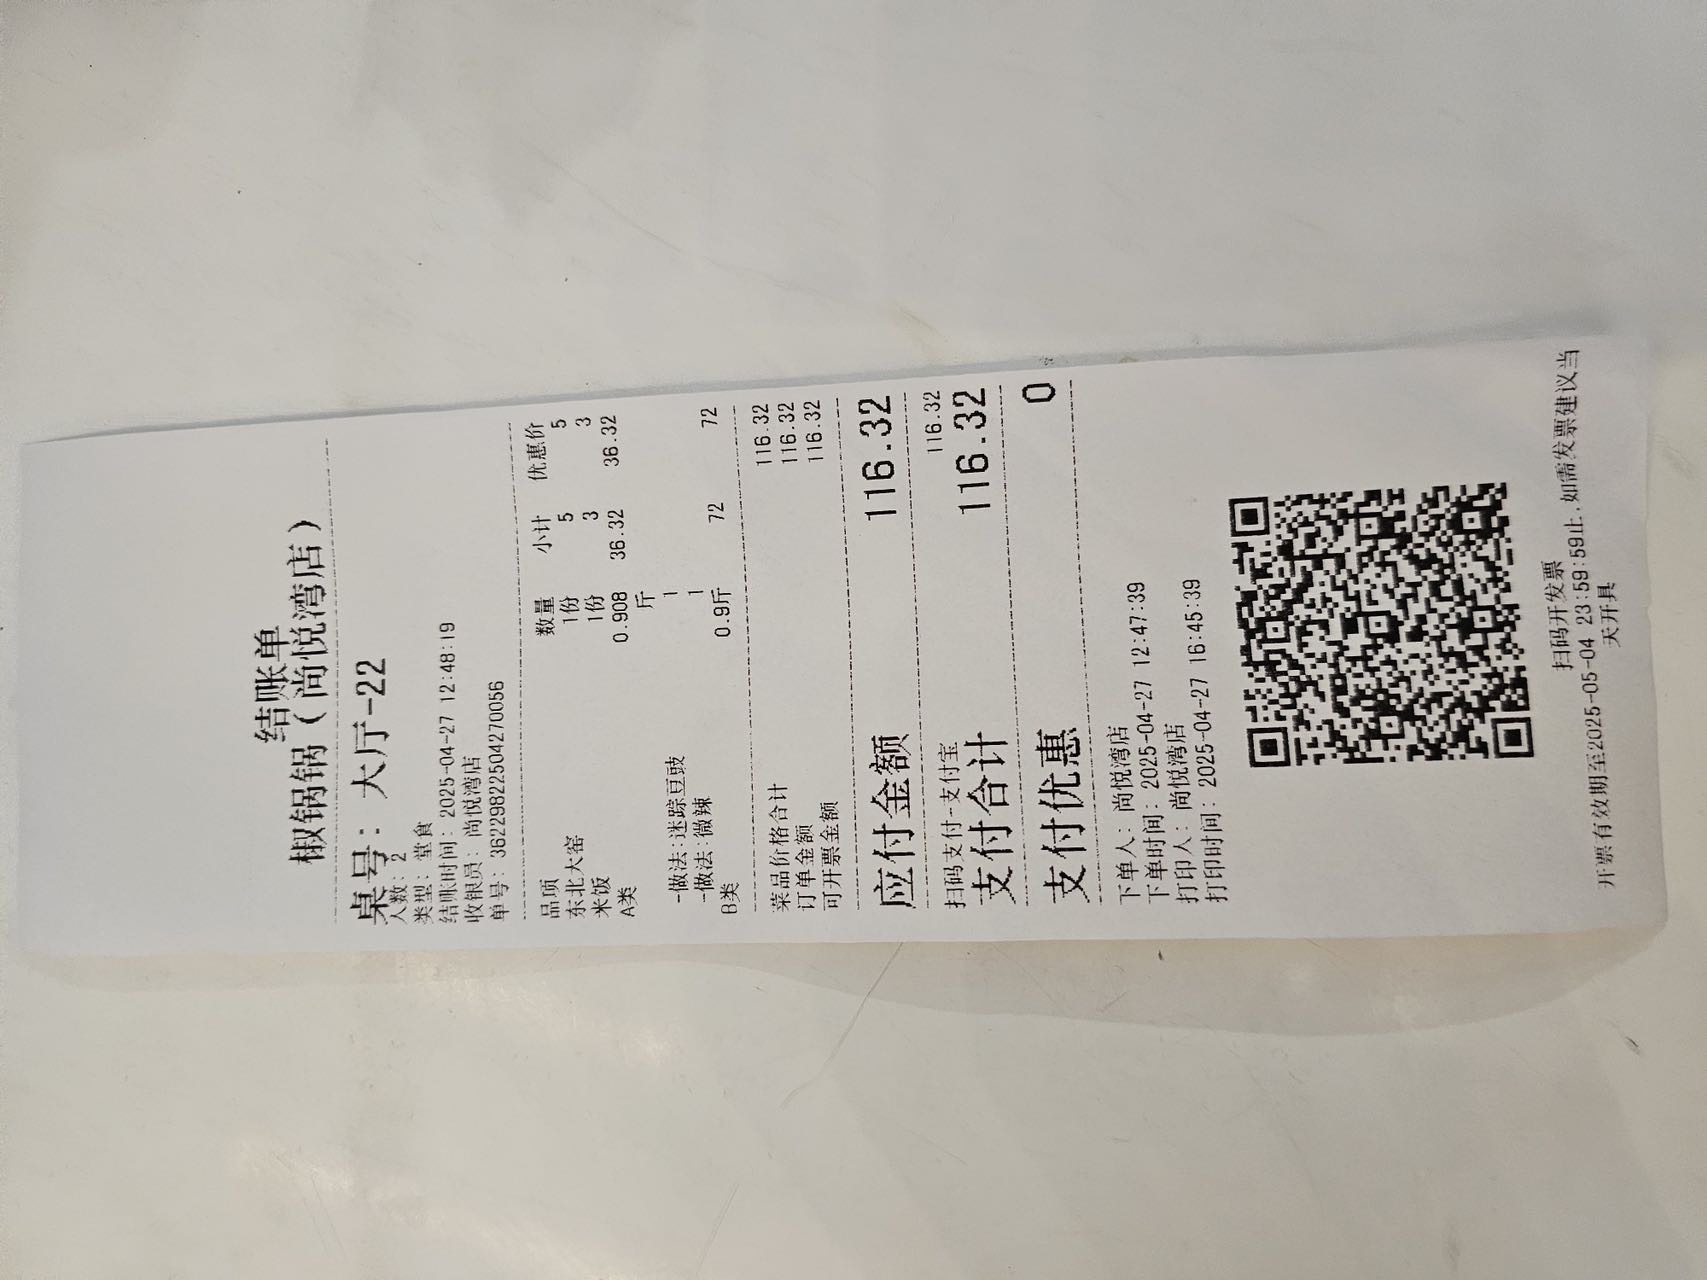 结账单
椒锅锅（尚悦湾店）
桌号：大厅-22
人数：2
类型：堂食
结账时间：2025-04-27 12:48:19
收银员：尚悦湾店
单号：3622982250427​0056
品项 数量 小计 优惠价
东北大窑 1份 5 5
米饭 1份 3 3
A类 0.908 36.32 36.32
斤
-做法:迷踪豆豉 1
-做法:微辣 1
B类 0.9斤 72 72
菜品价格合计 116.32
订单金额 116.32
可开票金额 116.32
应付金额 116.32
扫码支付-支付宝 116.32
支付合计 116.32
支付优惠 0
下单人：尚悦湾店
下单时间：2025-04-27 12:47:39
打印人：尚悦湾店
打印时间：2025-04-27 16:45:39
扫码开发票
开票有效期至2025-05-04 23:59:59止,如需发票建议当
天开具